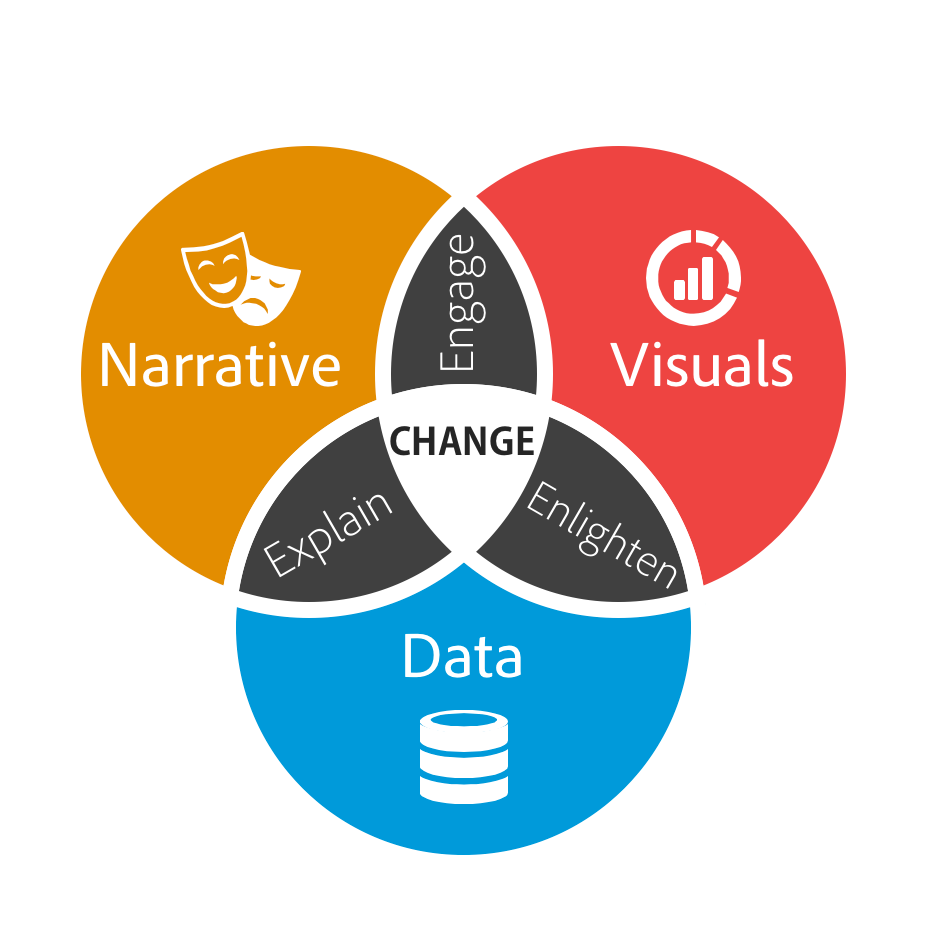 Engage
Narrative
Visuals
CHANGE
Explain
Enlighten
Data